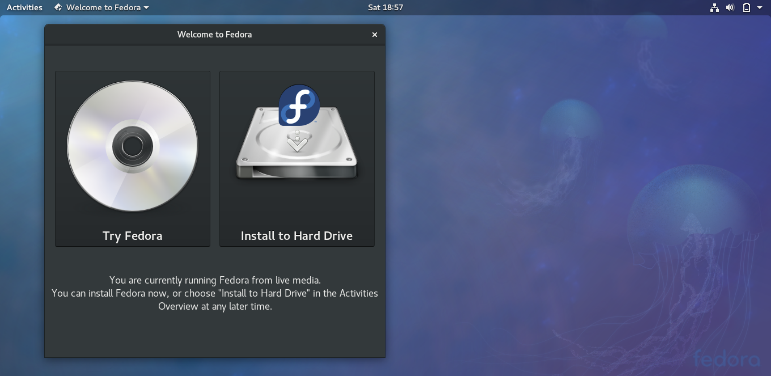 Activities Welcome to Fedora Sat 18:57
Welcome to Fedora
Try Fedora Install to Hard Drive
You are currently running Fedora from live media.
You can install Fedora now, or choose "Install to Hard Drive" in the Activities
Overview at any later time.
fedora